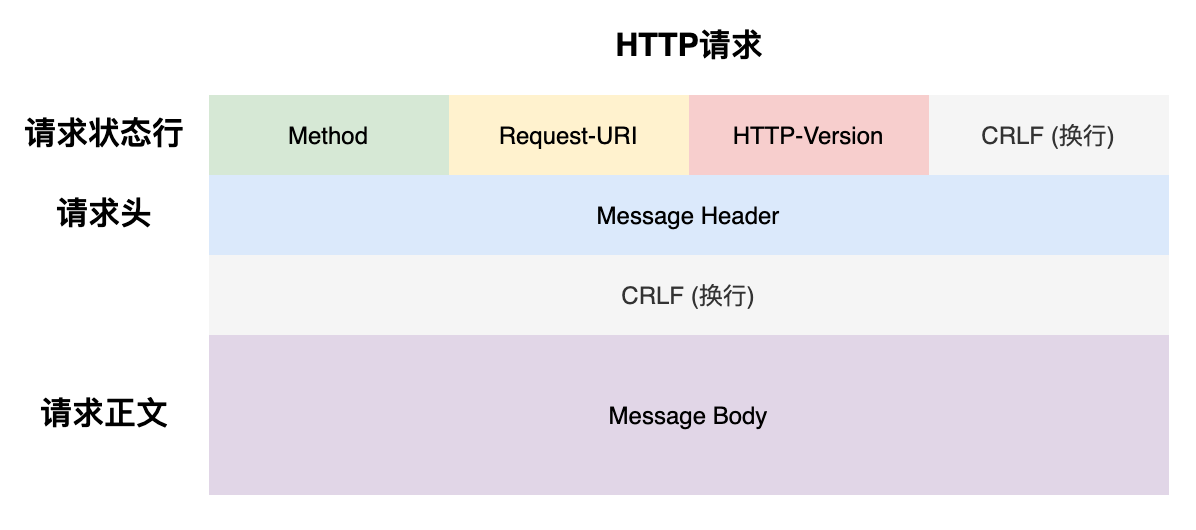 HTTP请求
请求状态行 Method Request-URI HTTP-Version CRLF (换行)
请求头 Message Header
CRLF (换行)
请求正文 Message Body